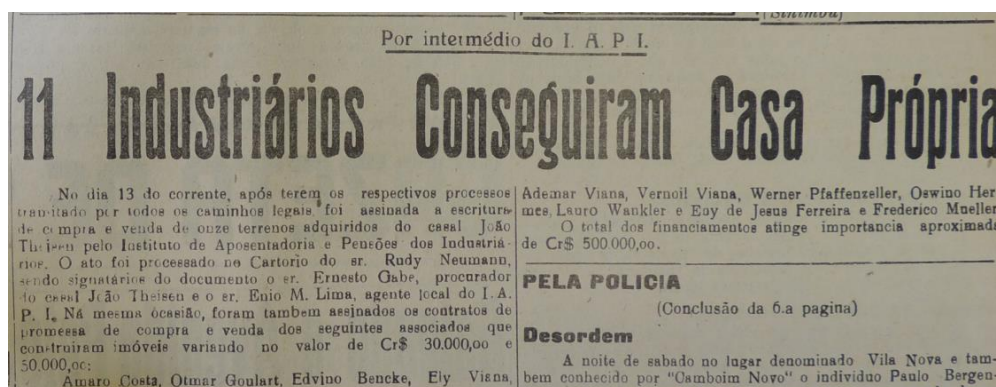 (Sinimbú)
Por intermédio do I. A. P. I.
11 Industriários Conseguiram Casa Própria
No dia 13 do corrente, após terem os respectivos processos
tramitado por todos os caminhos legais foi assinada a escritura
de compra e venda de onze terrenos adquiridos do casal João
Theisen pelo Instituto de Aposentadoria e Pensões dos Industriá-
rios. O ato foi processado no Cartorio do sr. Rudy Neumann,
sendo signatários do documento o sr. Ernesto Gabe, procurador
do casal João Theisen e o sr. Enio M. Lima, agente local do I. A.
P. I. Ná mesma ócasião, foram tambem assinados os contratos de
promessa de compra e venda dos seguintes associados que
construiram imóveis variando no valor de Cr$ 30.000,oo e
50.000,oo:
Amaro Costa, Otmar Goulart, Edvino Bencke, Ely Viana,
Ademar Viana, Vernoil Viana, Werner Pfaffenzeller, Oswino Her
mes, Lauro Wankler e Euy de Jesus Ferreira e Frederico Mueller
O total dos financiamentos atinge importancia aproximada
de Cr$ 500.000,oo.
PELA POLICIA
(Conclusão da 6.a pagina)
Desordem
A noite de sabado no lugar denominado Vila Nova e tam-
bem conhecido por "Camboim Novo" o individuo Paulo Bergen-